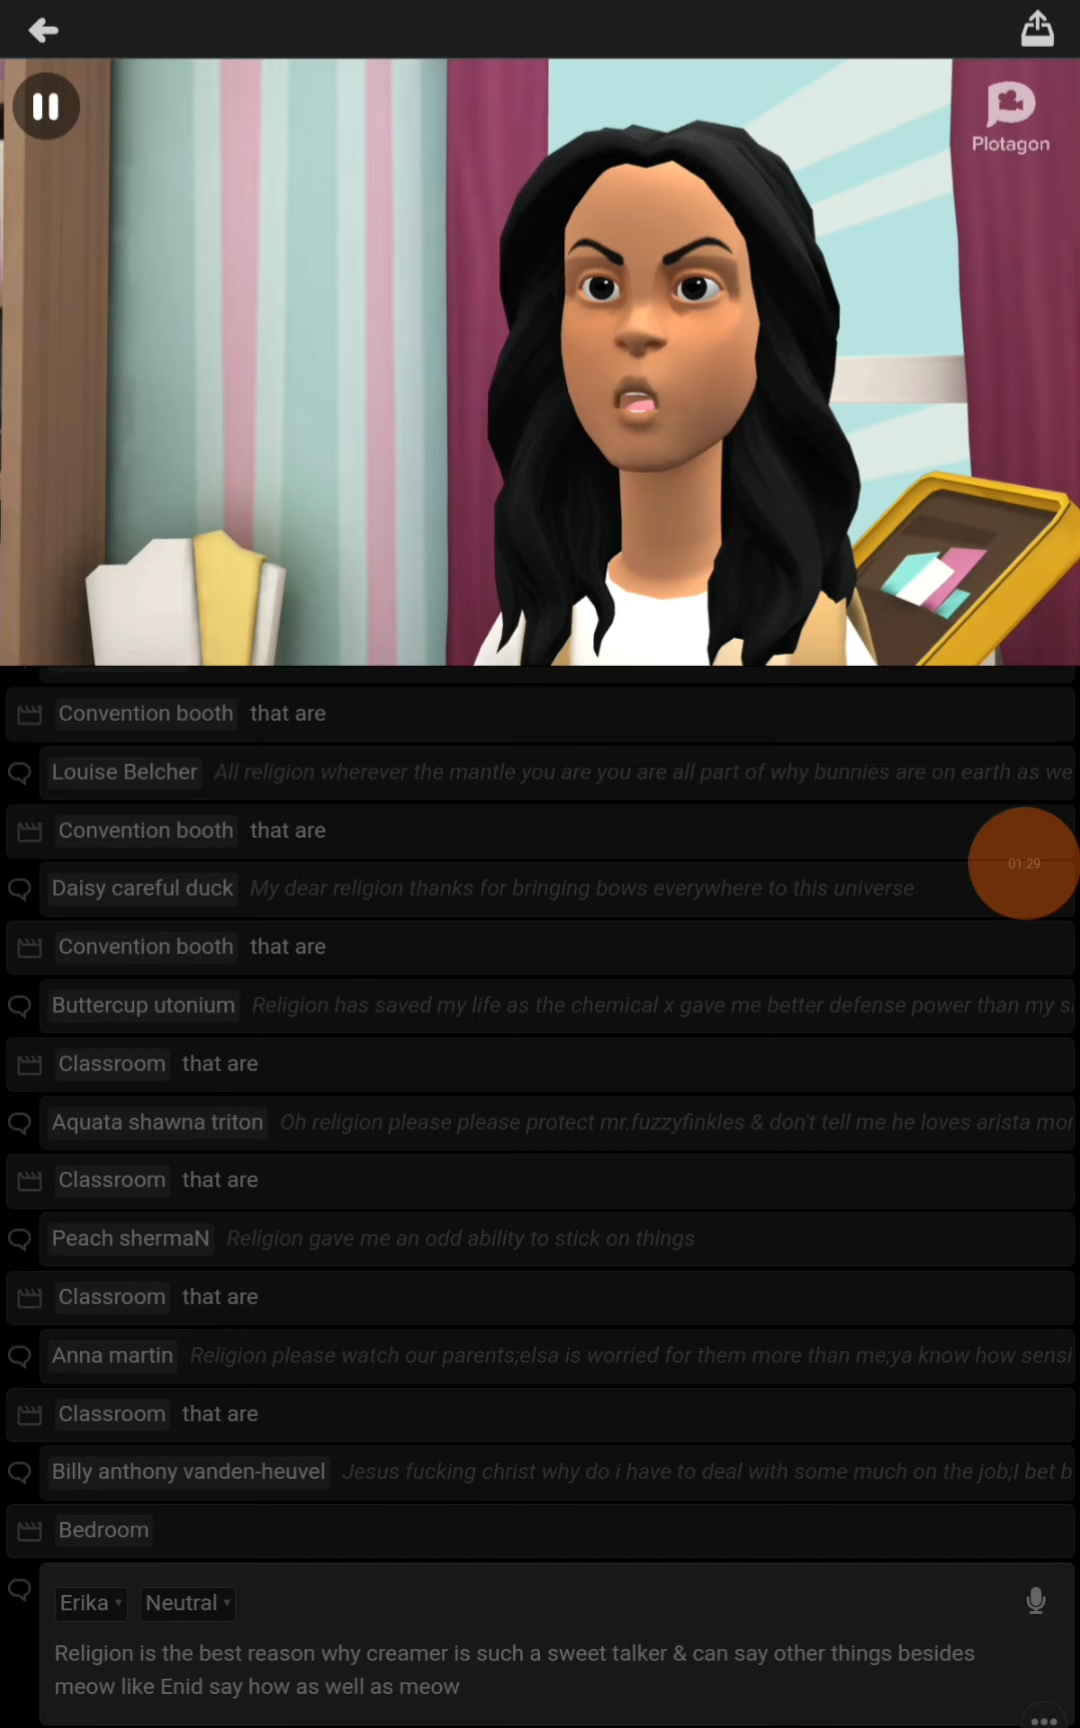 Plotagon
Convention booth that are
Louise Belcher All religion wherever the mantle you are you are all part of why bunnies are on earth as we
Convention booth that are
01:29
Daisy careful duck My dear religion thanks for bringing bows everywhere to this universe
Convention booth that are
Buttercup utonium Religion has saved my life as the chemical x gave me better defense power than my
Classroom that are
Aquata shawna triton Oh religion please please protect mr.fuzzyfinkles & don't tell me he loves arista
Classroom that are
Peach shermaN Religion gave me an odd ability to stick on things
Classroom that are
Anna martin Religion please watch our parents;elsa is worried for them more than me;ya know how
Classroom that are
Billy anthony vanden-heuvel Jesus fucking christ why do i have to deal with some much on the job;I bet
Bedroom
Erika Neutral
Religion is the best reason why creamer is such a sweet talker & can say other things besides
meow like Enid say how as well as meow